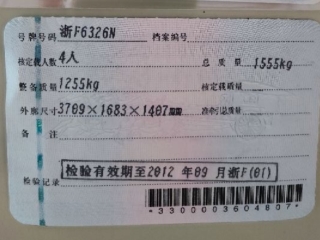 号牌号码 浙F6326N 档案编号
核定载人数 4人 总质量 1555kg
整备质量 1255kg 核定载质量
外廓尺寸 3709×1683×1407 准牵引总质量
备注
检验记录 检验有效期至2012年09月浙F(01)
*3300003604807*